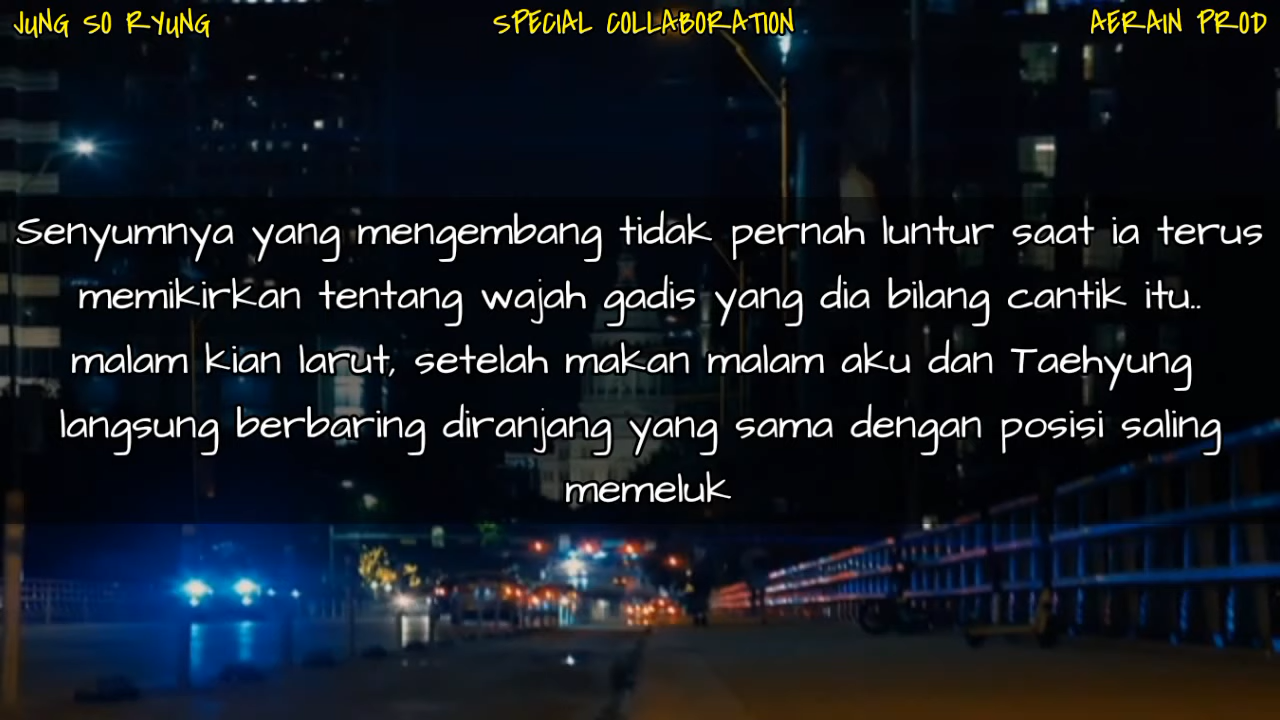 JUNG SO RYUNG SPECIAL COLLABORATION AERAIN PROD
Senyumnya yang mengembang tidak pernah luntur saat ia terus
memikirkan tentang wajah gadis yang dia bilang cantik itu..
malam kian larut, setelah makan malam aku dan Taehyung
langsung berbaring diranjang yang sama dengan posisi saling
memeluk